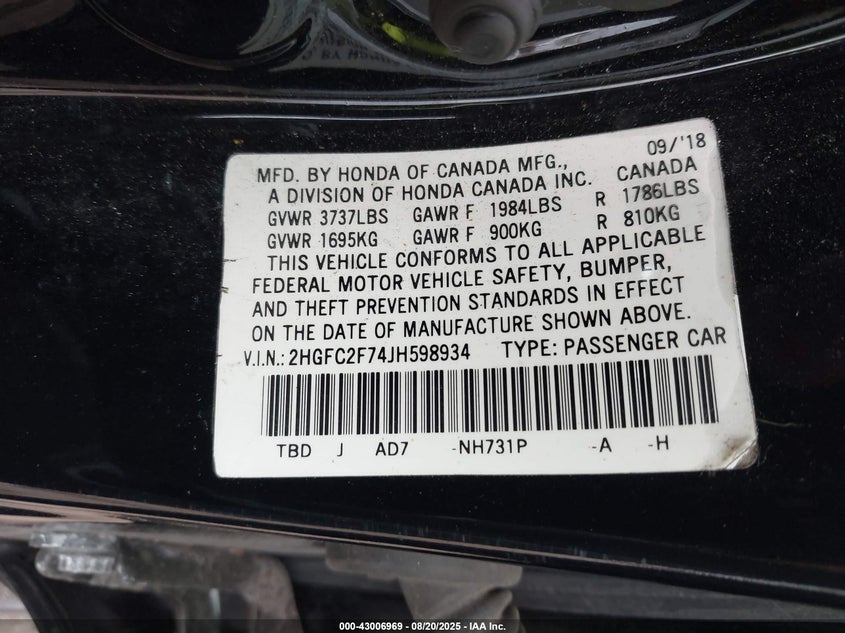 09/'18
MFD. BY HONDA OF CANADA MFG., CANADA
A DIVISION OF HONDA CANADA INC.
GVWR 3737LBS GAWR F 1984LBS R 1786LBS
GVWR 1695KG GAWR F 900KG R 810KG
THIS VEHICLE CONFORMS TO ALL APPLICABLE
FEDERAL MOTOR VEHICLE SAFETY, BUMPER,
AND THEFT PREVENTION STANDARDS IN EFFECT
ON THE DATE OF MANUFACTURE SHOWN ABOVE.
V.I.N.: 2HGFC2F74JH598934 TYPE: PASSENGER CAR
TBD J AD7 -NH731P -A -H
000-43006969 - 08/20/2025 - IAA Inc.